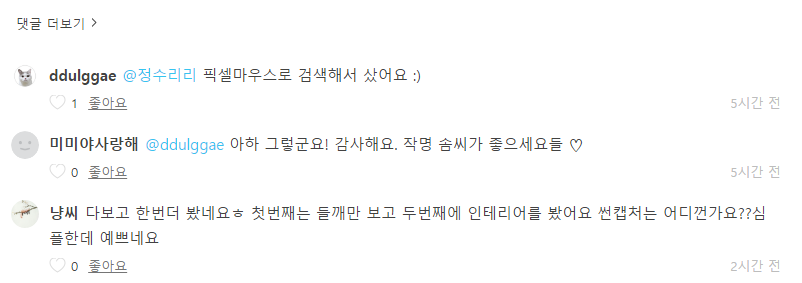 댓글 더보기 >
ddulggae @정수리리 픽셀마우스로 검색해서 샀어요 :)
♡ 1 좋아요 5시간 전
미미야사랑해 @ddulggae 아하 그렇군요! 감사해요. 작명 솜씨가 좋으세요들 ♡
♡ 0 좋아요 5시간 전
냥씨 다보고 한번더 봤네요ㅎ 첫번째는 들깨만 보고 두번째에 인테리어를 봤어요 썬캡처는 어디껀가요??심
플한데 예쁘네요
♡ 0 좋아요 2시간 전